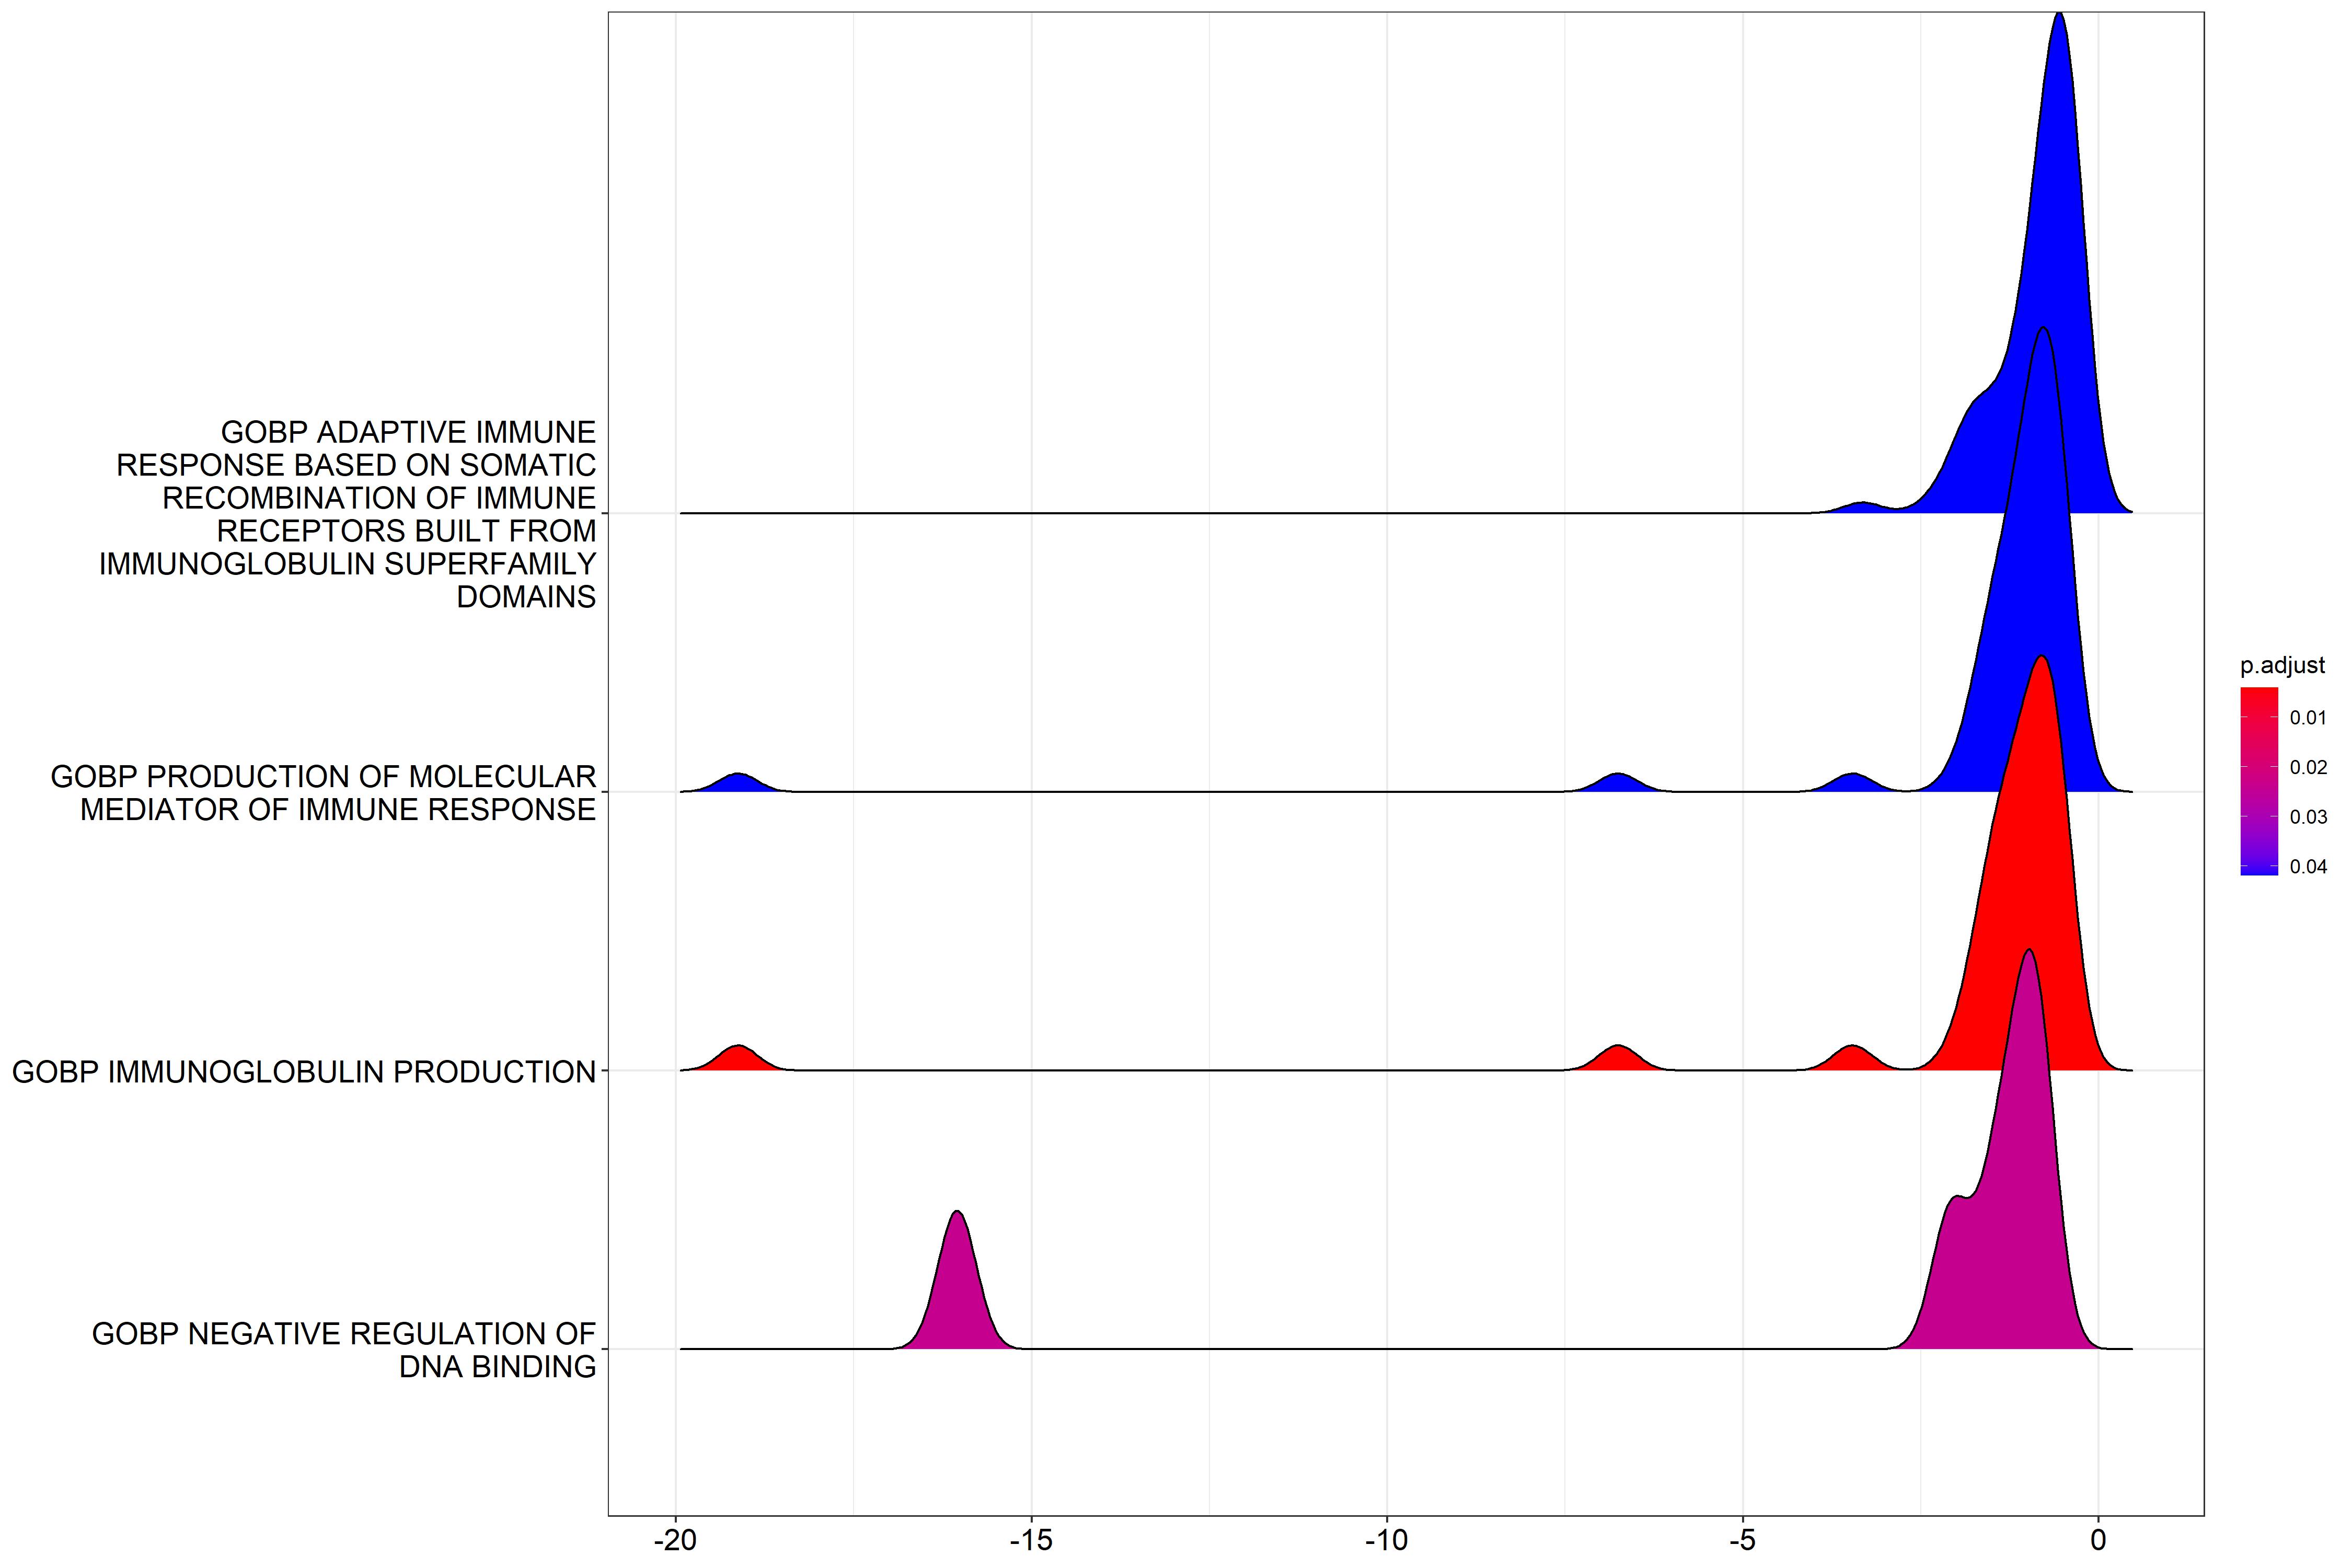 GOBP ADAPTIVE IMMUNE
RESPONSE BASED ON SOMATIC
RECOMBINATION OF IMMUNE
RECEPTORS BUILT FROM
IMMUNOGLOBULIN SUPERFAMILY
DOMAINS
GOBP PRODUCTION OF MOLECULAR
MEDIATOR OF IMMUNE RESPONSE
GOBP IMMUNOGLOBULIN PRODUCTION
GOBP NEGATIVE REGULATION OF
DNA BINDING
-20 -15 -10 -5 0
p.adjust
0.01
0.02
0.03
0.04